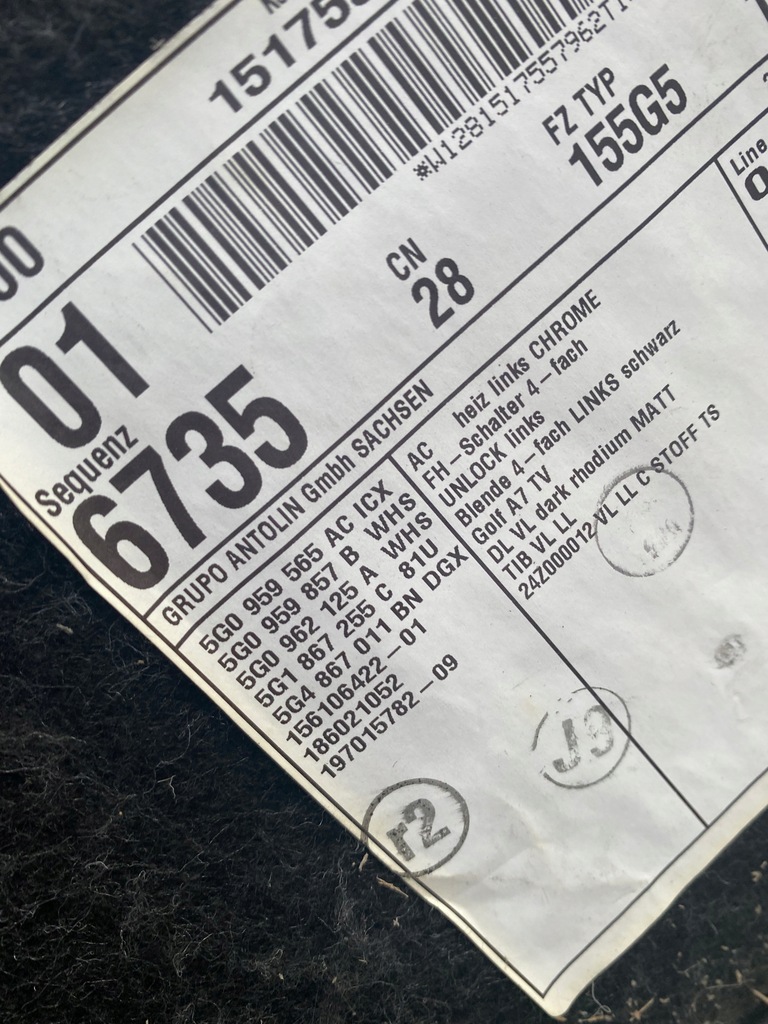 00
01
Sequenz
6735
CN
28
FZ TYP
155G5
Line
GRUPO ANTOLIN Gmbh SACHSEN
5G0 959 565 AC ICX
5G0 959 857 B WHS
5G0 962 125 A WHS
5G1 867 255 C 81U
5G4 867 011 BN DGX
156106422-01
186021052
197015782-09
AC heiz links CHROME
FH-Schalter 4-fach
UNLOCK links
Blende 4-fach LINKS schwarz
Golf A7 TV
DL VL dark rhodium MATT
TIB VL LL
24Z000012 VL LL C STOFF TS
J9
r2